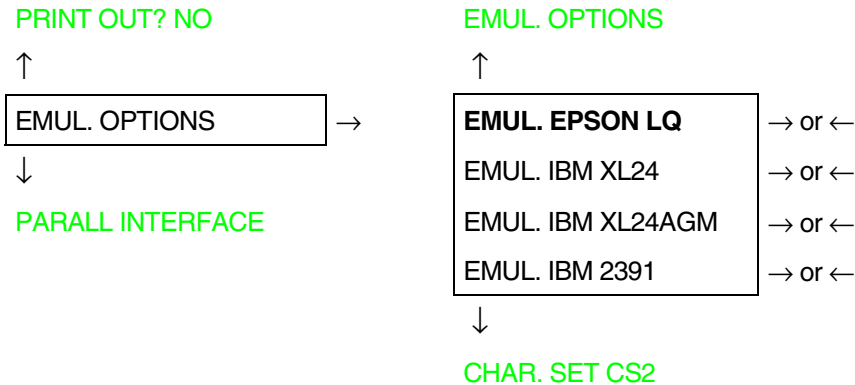 PRINT OUT? NO
↑
EMUL. OPTIONS →
↓
PARALL INTERFACE
EMUL. OPTIONS
↑
EMUL. EPSON LQ → or ←
EMUL. IBM XL24 → or ←
EMUL. IBM XL24AGM → or ←
EMUL. IBM 2391 → or ←
↓
CHAR. SET CS2